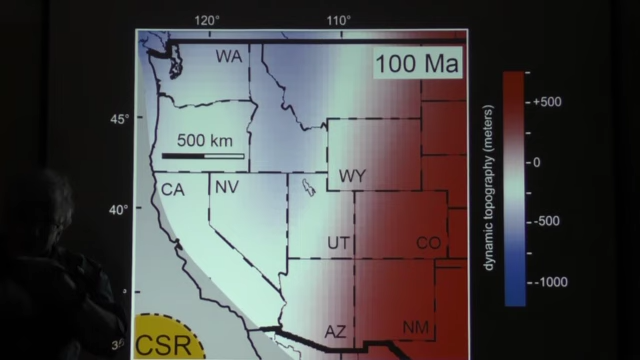 120° 110°
WA
100 Ma
45°
500 km
CA NV
WY
40°
UT CO
AZ NM
CSR
dynamic topography (meters)
+500
0
-500
-1000